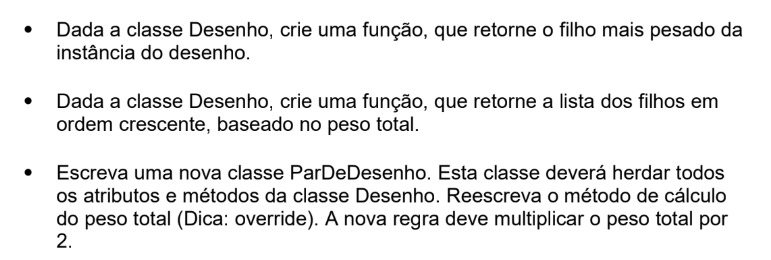 • Dada a classe Desenho, crie uma função, que retorne o filho mais pesado da
instância do desenho.
• Dada a classe Desenho, crie uma função, que retorne a lista dos filhos em
ordem crescente, baseado no peso total.
• Escreva uma nova classe ParDeDesenho. Esta classe deverá herdar todos
os atributos e métodos da classe Desenho. Reescreva o método de cálculo
do peso total (Dica: override). A nova regra deve multiplicar o peso total por
2.